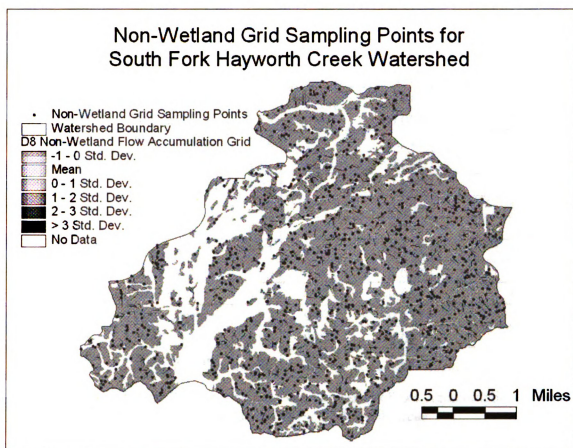 Non-Wetland Grid Sampling Points for
South Fork Hayworth Creek Watershed
Non-Wetland Grid Sampling Points
Watershed Boundary
D8 Non-Wetland Flow Accumulation Grid
-1 - 0 Std. Dev.
Mean
0 - 1 Std. Dev.
1 - 2 Std. Dev.
2 - 3 Std. Dev.
> 3 Std. Dev.
No Data
0.5 0 0.5 1 Miles